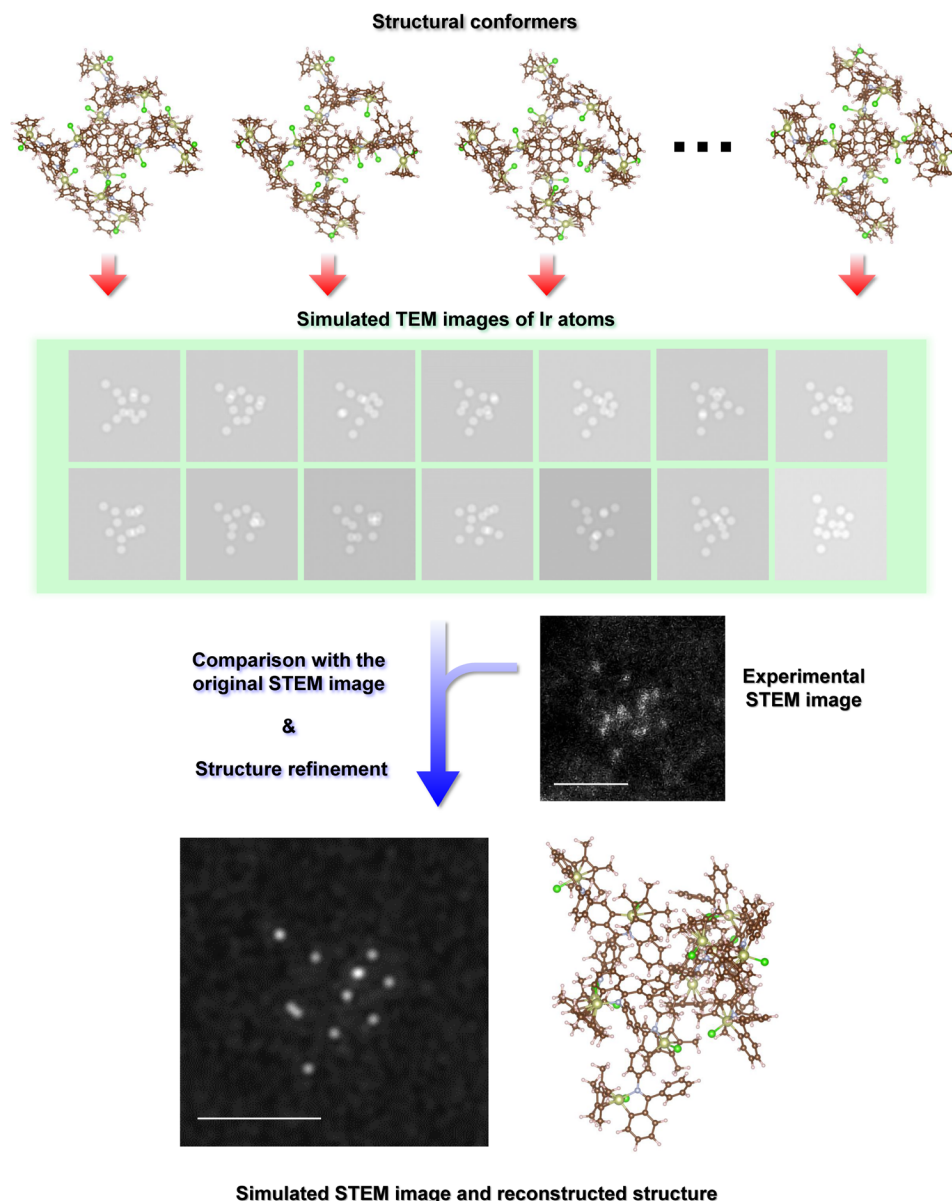 Structural conformers
Simulated TEM images of Ir atoms
Comparison with the
original STEM image
&
Structure refinement
Experimental
STEM image
Simulated STEM image and reconstructed structure